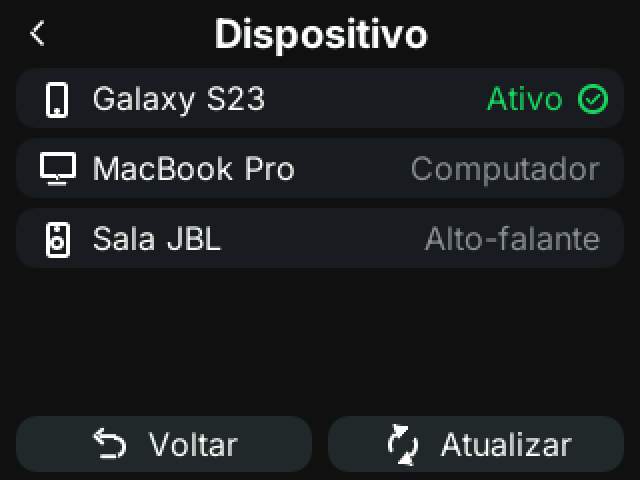 Dispositivo
Galaxy S23 Ativo
MacBook Pro Computador
Sala JBL Alto-falante
Voltar Atualizar